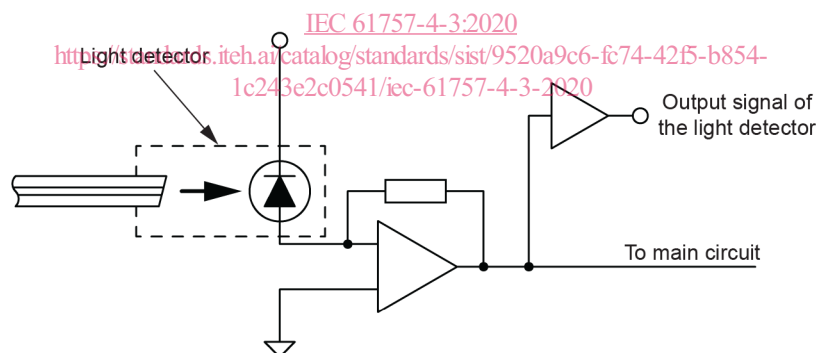 IEC 61757-4-3:2020
Light detector
https://standards.iteh.ai/catalog/standards/sist/9520a9c6-fc74-42f5-b854-
1c243e2c0541/iec-61757-4-3-2020
Output signal of
the light detector
To main circuit